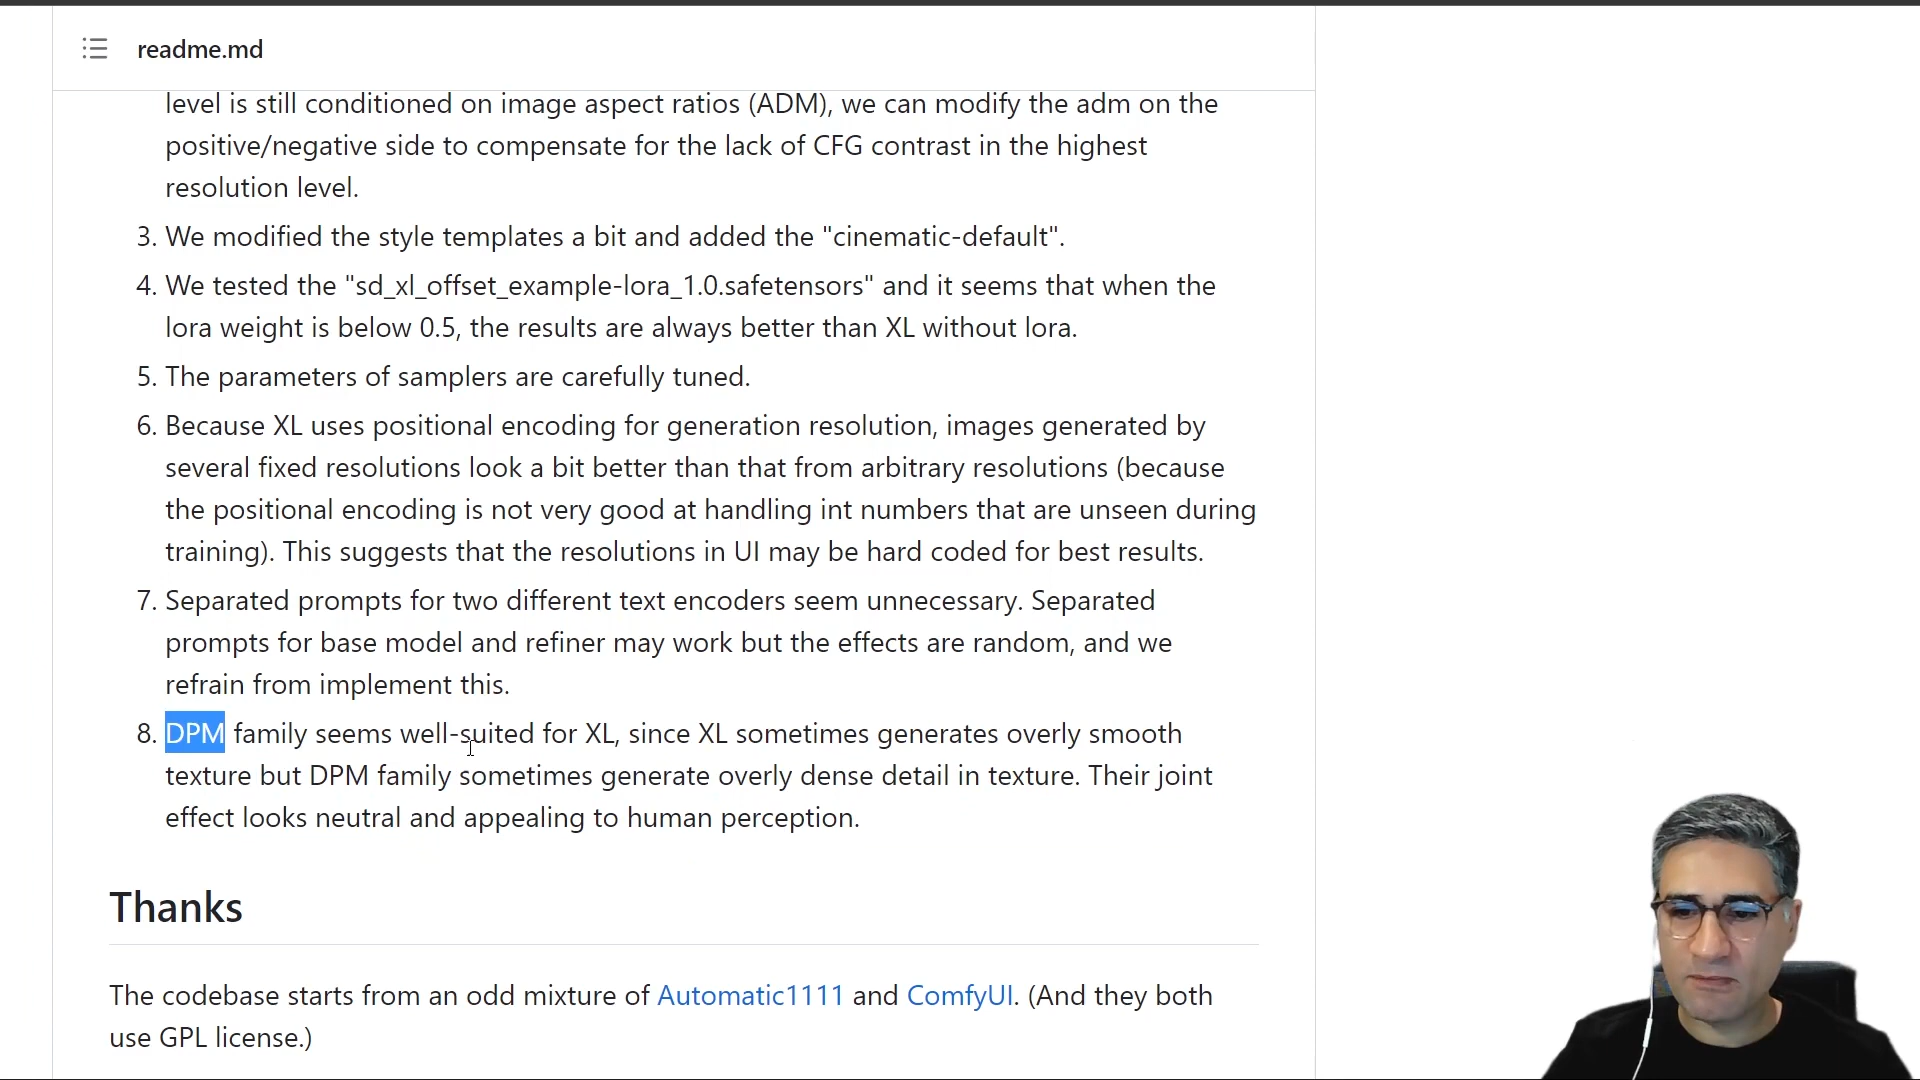 readme.md
level is still conditioned on image aspect ratios (ADM), we can modify the adm on the
positive/negative side to compensate for the lack of CFG contrast in the highest
resolution level.
3. We modified the style templates a bit and added the "cinematic-default".
4. We tested the "sd_xl_offset_example-lora_1.0.safetensors" and it seems that when the
lora weight is below 0.5, the results are always better than XL without lora.
5. The parameters of samplers are carefully tuned.
6. Because XL uses positional encoding for generation resolution, images generated by
several fixed resolutions look a bit better than that from arbitrary resolutions (because
the positional encoding is not very good at handling int numbers that are unseen during
training). This suggests that the resolutions in UI may be hard coded for best results.
7. Separated prompts for two different text encoders seem unnecessary. Separated
prompts for base model and refiner may work but the effects are random, and we
refrain from implement this.
8. DPM family seems well-suited for XL, since XL sometimes generates overly smooth
texture but DPM family sometimes generate overly dense detail in texture. Their joint
effect looks neutral and appealing to human perception.
Thanks
The codebase starts from an odd mixture of Automatic1111 and ComfyUI. (And they both
use GPL license.)